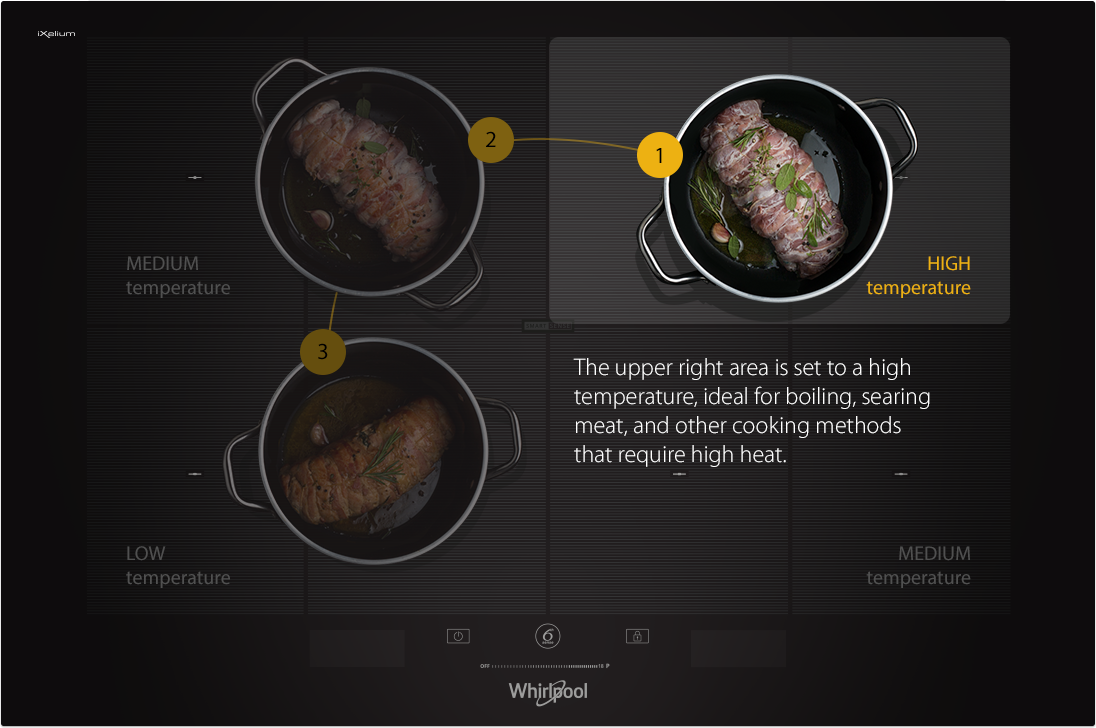 iXelium
2
1
MEDIUM
temperature
HIGH
temperature
3
The upper right area is set to a high
temperature, ideal for boiling, searing
meat, and other cooking methods
that require high heat.
LOW
temperature
MEDIUM
temperature
6
OFF
18 P
Whirlpool